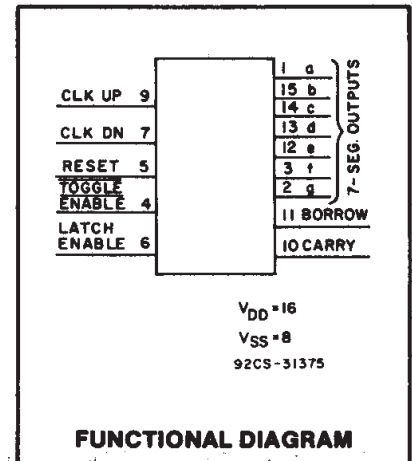 CLK UP 9
CLK DN 7
RESET 5
TOGGLE
ENABLE 4
LATCH
ENABLE 6
1 a
15 b
14 c
13 d
12 e
3 f
2 g
7-SEG. OUTPUTS
11 BORROW
10 CARRY
VDD=16
VSS=8
92CS-31375
FUNCTIONAL DIAGRAM